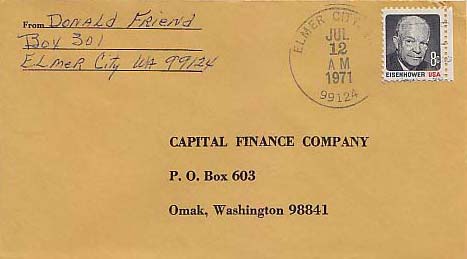 From Donald Friend
Box 301
Elmer City WA 99124
ELMER CITY,
JUL
12
AM
1971
99124
8c
EISENHOWER USA
CAPITAL FINANCE COMPANY
P. O. Box 603
Omak, Washington 98841